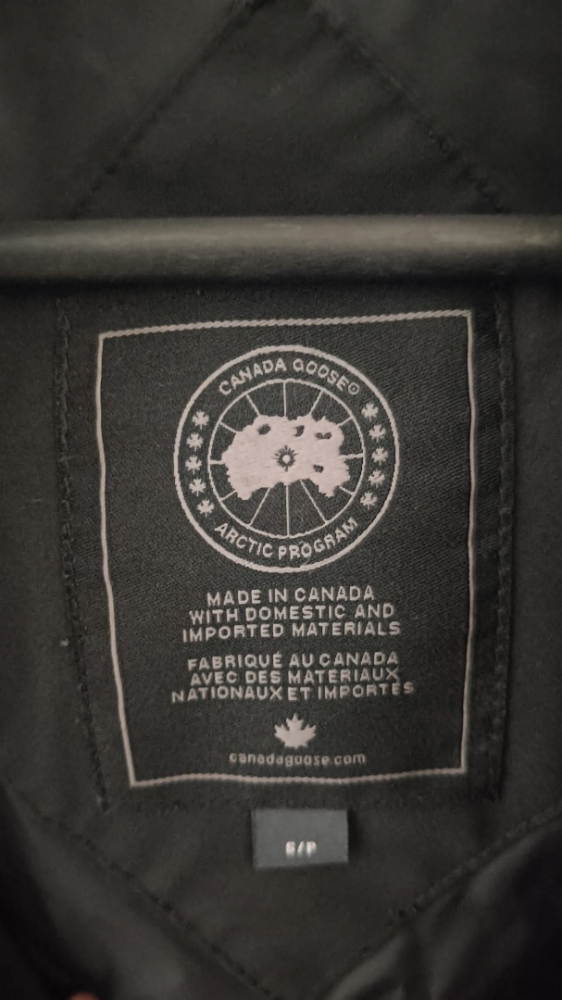 CANADA GOOSE®
ARCTIC PROGRAM
MADE IN CANADA
WITH DOMESTIC AND
IMPORTED MATERIALS
FABRIQUÉ AU CANADA
AVEC DES MATERIAUX
NATIONAUX ET IMPORTÉS
canadagoose.com
S/P